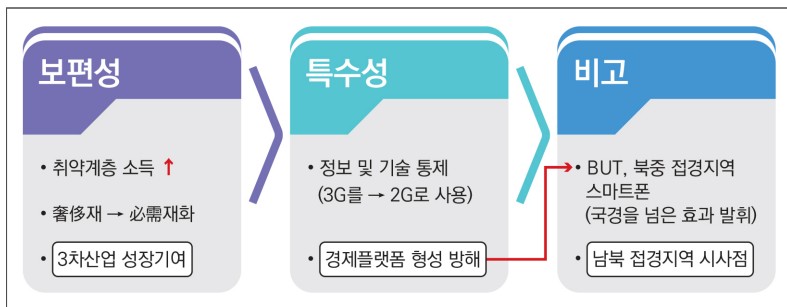 보편성
• 취약계층 소득 ↑
• 奢侈재 → 必需재화
• 3차산업 성장기여
특수성
• 정보 및 기술 통제
(3G를 → 2G로 사용)
• 경제플랫폼 형성 방해
비고
• BUT, 북중 접경지역
스마트폰
(국경을 넘은 효과 발휘)
• 남북 접경지역 시사점